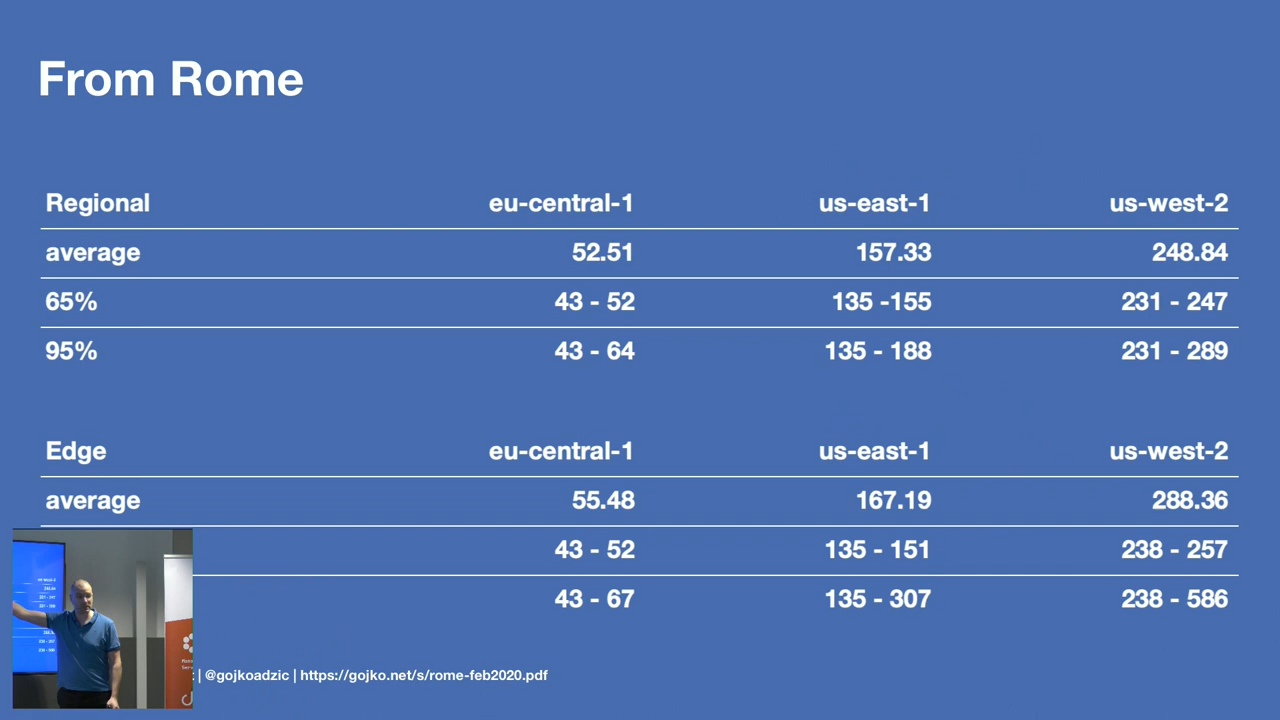 From Rome
Regional eu-central-1 us-east-1 us-west-2
average 52.51 157.33 248.84
65% 43 - 52 135 -155 231 - 247
95% 43 - 64 135 - 188 231 - 289
Edge eu-central-1 us-east-1 us-west-2
average 55.48 167.19 288.36
43 - 52 135 - 151 238 - 257
43 - 67 135 - 307 238 - 586
| @gojkoadzic | https://gojko.net/s/rome-feb2020.pdf